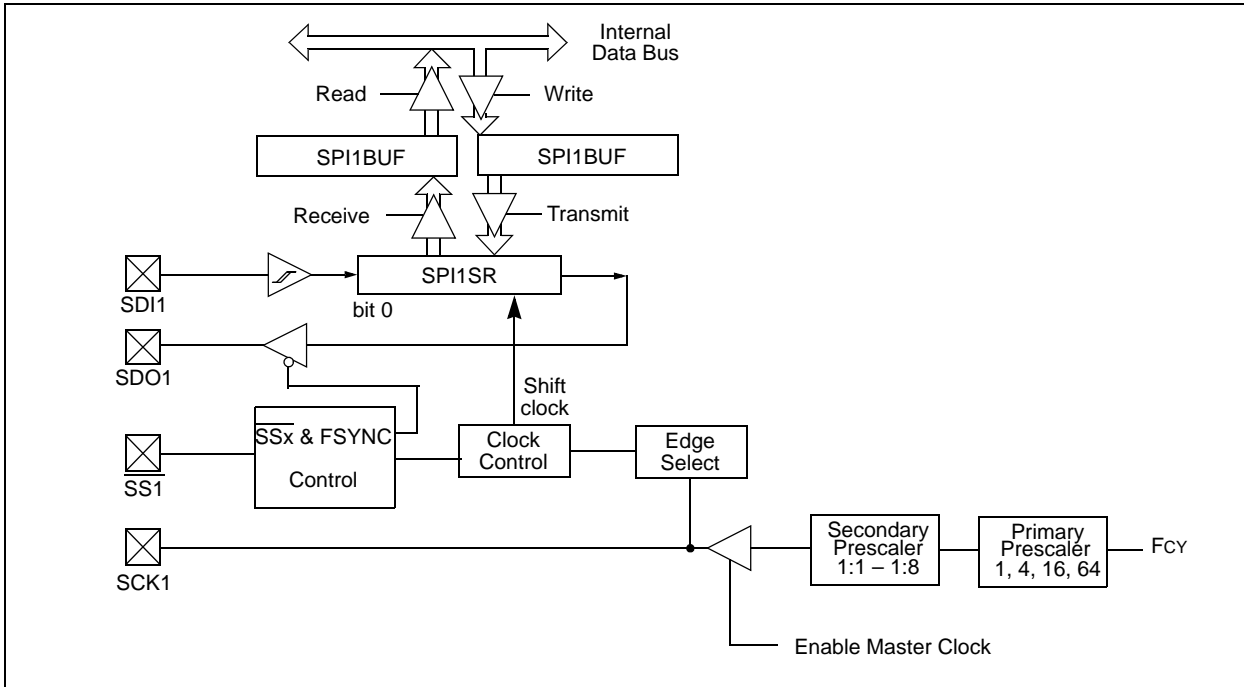 Internal
Data Bus
Read
Write
SPI1BUF
SPI1BUF
Receive
Transmit
SDI1
SPI1SR
bit 0
SDO1
Shift
clock
SSx & FSYNC
Control
Clock
Control
Edge
Select
SS1
SCK1
Secondary
Prescaler
1:1 – 1:8
Primary
Prescaler
1, 4, 16, 64
FCY
Enable Master Clock